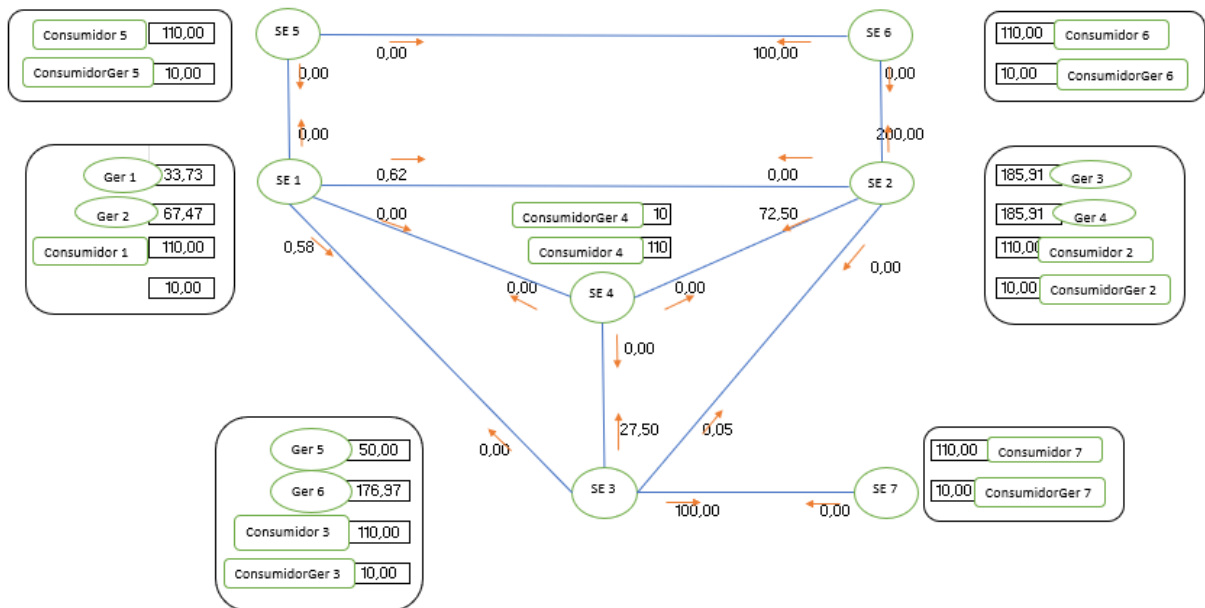 Consumidor 5 110,00
ConsumidorGer 5 10,00
SE 5
0,00
100,00
SE 6
110,00 Consumidor 6
10,00 ConsumidorGer 6
0,00
0,00
0,00
200,00
Ger 1 33,73
Ger 2 67,47
Consumidor 1 110,00
10,00
SE 1
0,62
0,00
SE 2
185,91 Ger 3
185,91 Ger 4
110,00 Consumidor 2
10,00 ConsumidorGer 2
0,00
72,50
0,58
ConsumidorGer 4 10
Consumidor 4 110
0,00
0,00
SE 4
0,00
0,00
27,50
0,05
0,00
Ger 5 50,00
Ger 6 176,97
Consumidor 3 110,00
ConsumidorGer 3 10,00
SE 3
100,00
0,00
SE 7
110,00 Consumidor 7
10,00 ConsumidorGer 7